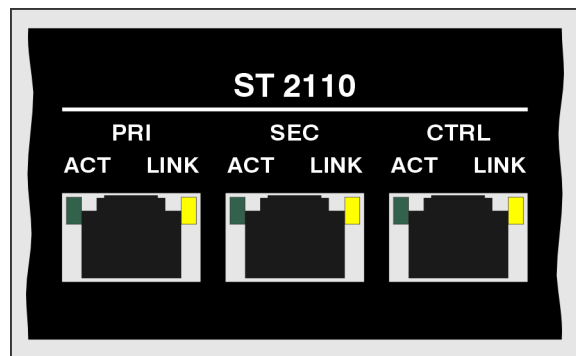 ST 2110
PRI SEC CTRL
ACT LINK ACT LINK ACT LINK